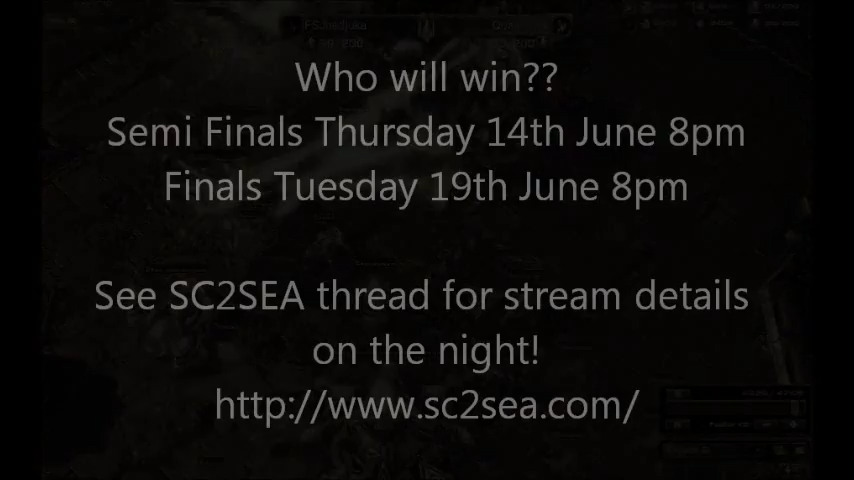 Who will win??
Semi Finals Thursday 14th June 8pm
Finals Tuesday 19th June 8pm
See SC2SEA thread for stream details
on the night!
http://www.sc2sea.com/